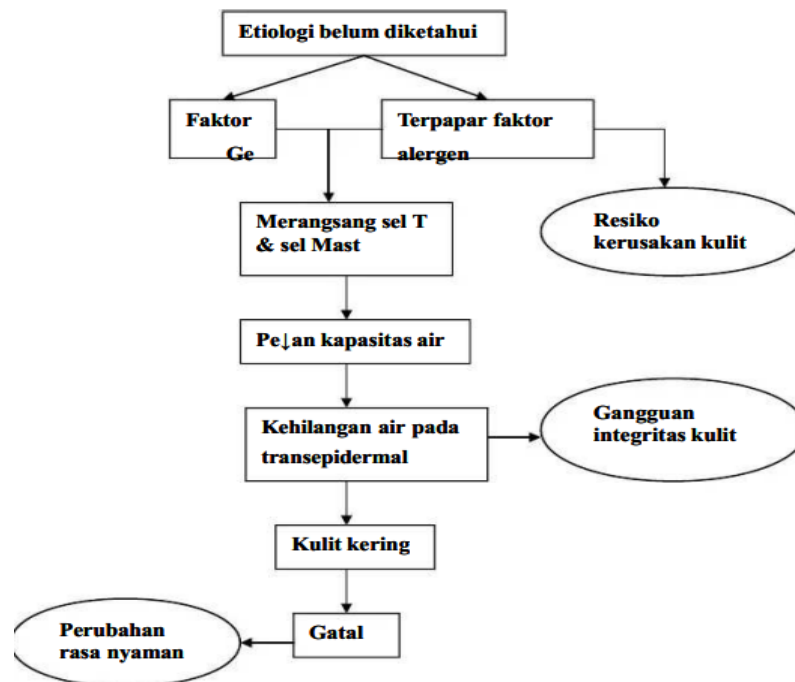 Etiologi belum diketahui
Faktor
Ge
Terpapar faktor
alergen
Merangsang sel T
& sel Mast
Resiko
kerusakan kulit
Pe↓an kapasitas air
Kehilangan air pada
transepidermal
Gangguan
integritas kulit
Kulit kering
Gatal
Perubahan
rasa nyaman